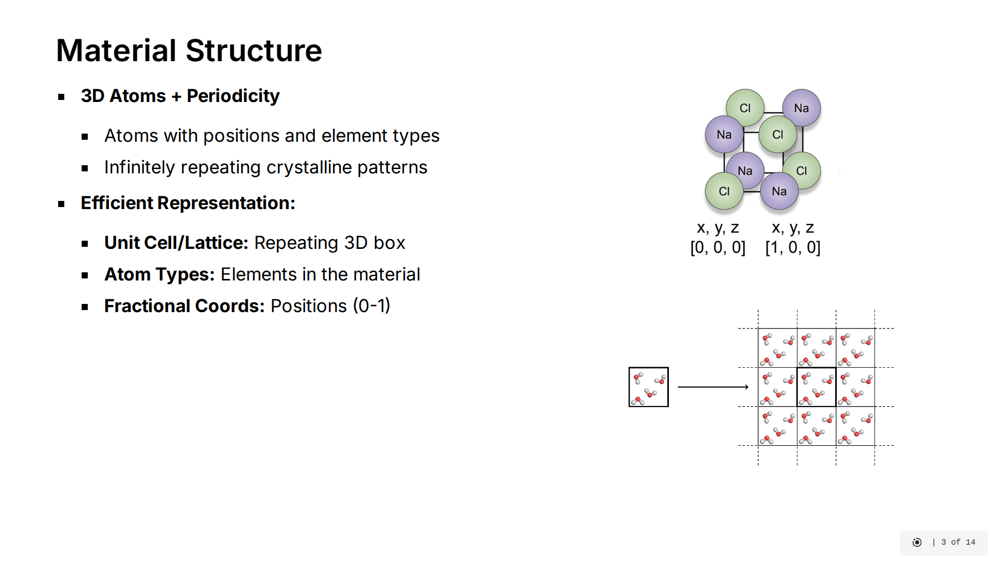 Material Structure
3D Atoms + Periodicity
Atoms with positions and element types
Infinitely repeating crystalline patterns
Efficient Representation:
Unit Cell/Lattice: Repeating 3D box
Atom Types: Elements in the material
Fractional Coords: Positions (0-1)
Cl Na
Na Cl
Na Cl
Cl Na
x, y, z x, y, z
[0, 0, 0] [1, 0, 0]
| 3 of 14